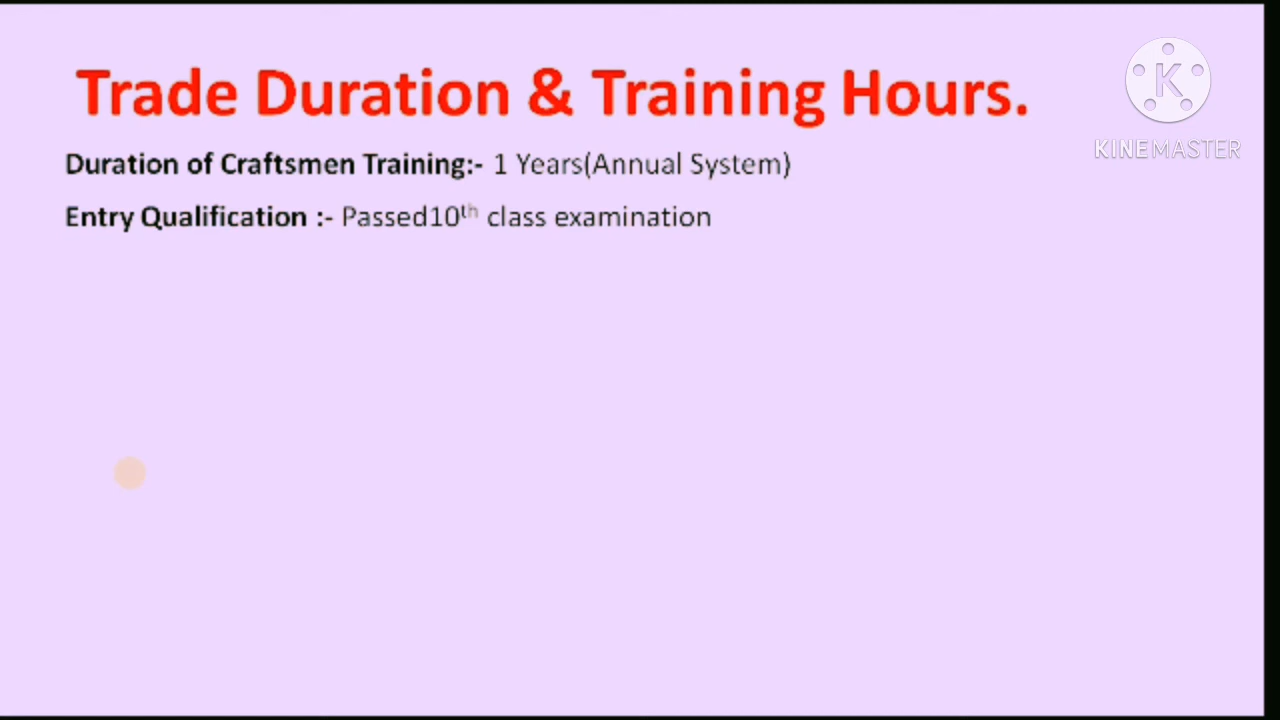 Trade Duration & Training Hours.
KINEMASTER
Duration of Craftsmen Training:- 1 Years(Annual System)
Entry Qualification :- Passed10th class examination